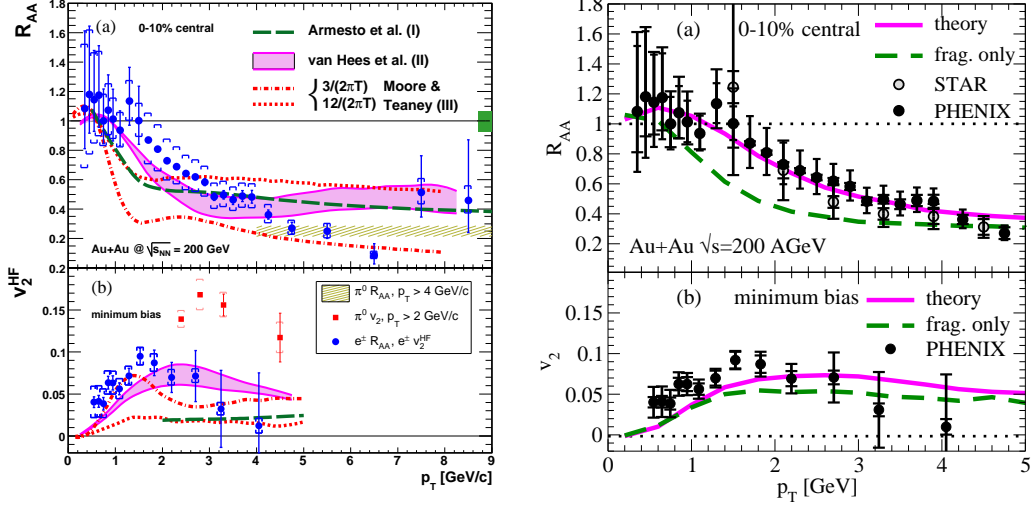 R_AA
1.6
1.4
1.2
1
0.8
0.6
0.4
0.2
(a)
0-10% central
Armesto et al. (I)
van Hees et al. (II)
3/(2πT) Moore &
12/(2πT) Teaney (III)
Au+Au @ √s_NN = 200 GeV
v_2^HF
0.2
0.15
0.1
0.05
0
(b)
minimum bias
π⁰ R_AA, p_T > 4 GeV/c
π⁰ v_2, p_T > 2 GeV/c
e± R_AA, e± v_2^HF
0 1 2 3 4 5 6 7 8 9
p_T [GeV/c]
R_AA
1.8
1.6
1.4
1.2
1.0
0.8
0.6
0.4
0.2
(a)
0-10% central
theory
frag. only
STAR
PHENIX
Au+Au √s=200 AGeV
v_2
0.15
0.1
0.05
0
(b)
minimum bias
theory
frag. only
PHENIX
0 1 2 3 4 5
p_T [GeV]